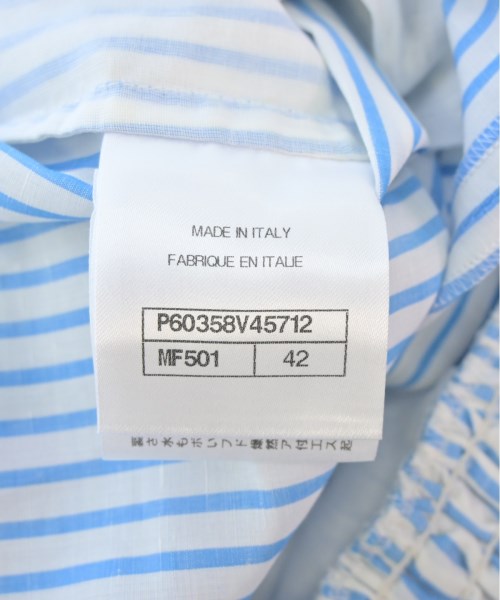 MADE IN ITALY
FABRIQUE EN ITALIE
P60358V45712
MF501 42